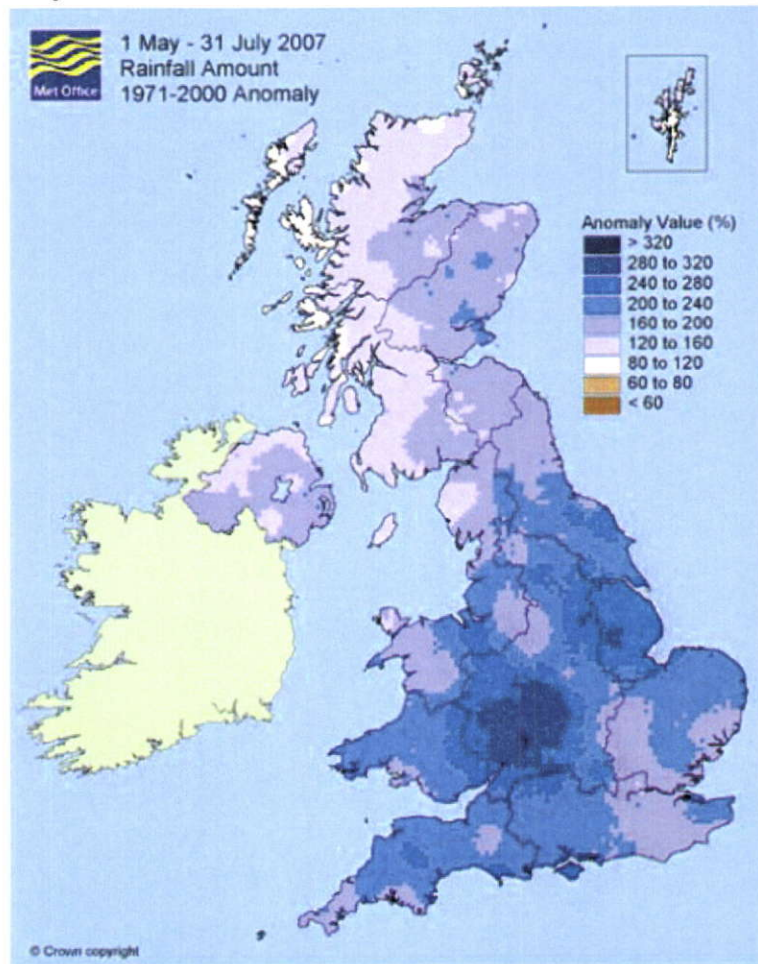 1 May - 31 July 2007
Rainfall Amount
1971-2000 Anomaly
Met Office
Anomaly Value (%)
> 320
280 to 320
240 to 280
200 to 240
160 to 200
120 to 160
80 to 120
60 to 80
< 60
© Crown copyright